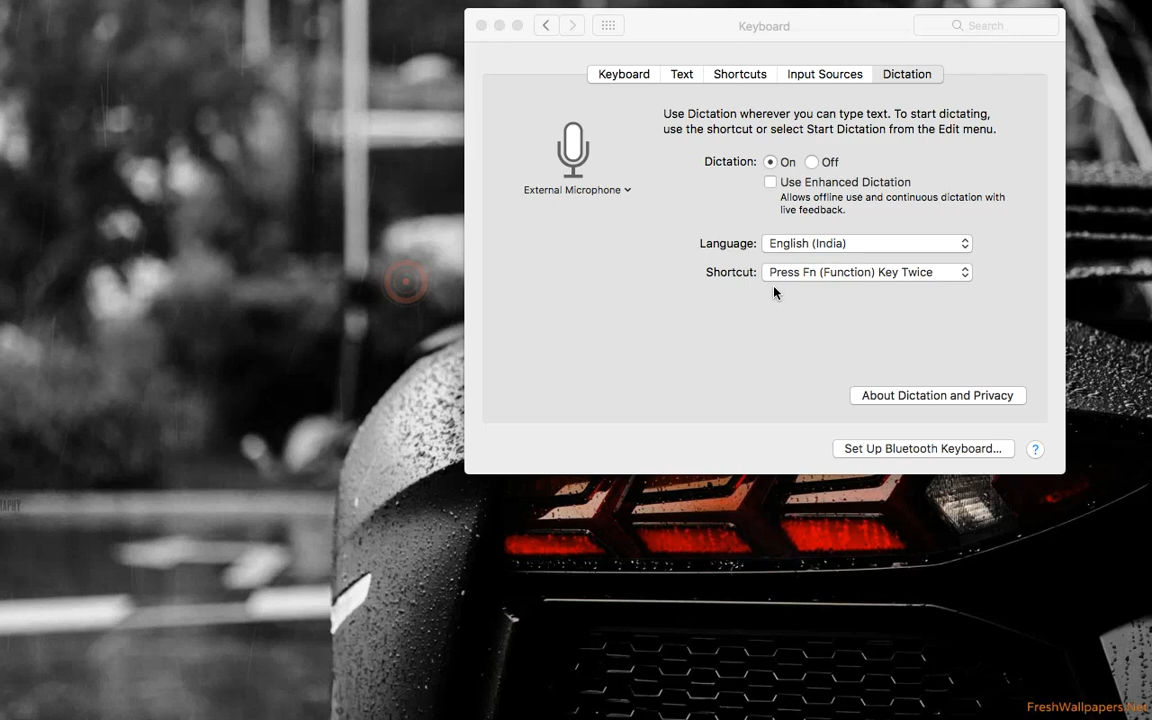 Keyboard
Search
Keyboard
Text
Shortcuts
Input Sources
Dictation
Use Dictation wherever you can type text. To start dictating,
use the shortcut or select Start Dictation from the Edit menu.
External Microphone
Dictation: On Off
Use Enhanced Dictation
Allows offline use and continuous dictation with
live feedback.
Language: English (India)
Shortcut: Press Fn (Function) Key Twice
About Dictation and Privacy
Set Up Bluetooth Keyboard... ?
FreshWallpapers.Net